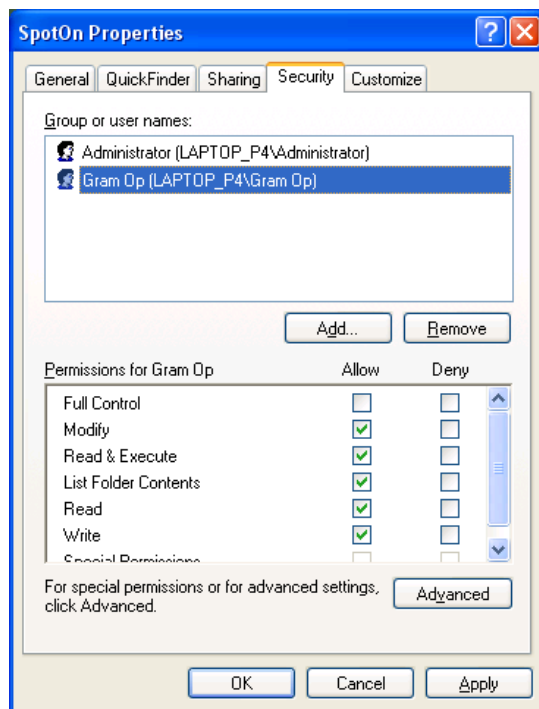 SpotOn Properties
General QuickFinder Sharing Security Customize
Group or user names:
Administrator (LAPTOP_P4\Administrator)
Gram Op (LAPTOP_P4\Gram Op)
Add... Remove
Permissions for Gram Op Allow Deny
Full Control
Modify
Read & Execute
List Folder Contents
Read
Write
Special Permissions
For special permissions or for advanced settings, Advanced
click Advanced.
OK Cancel Apply